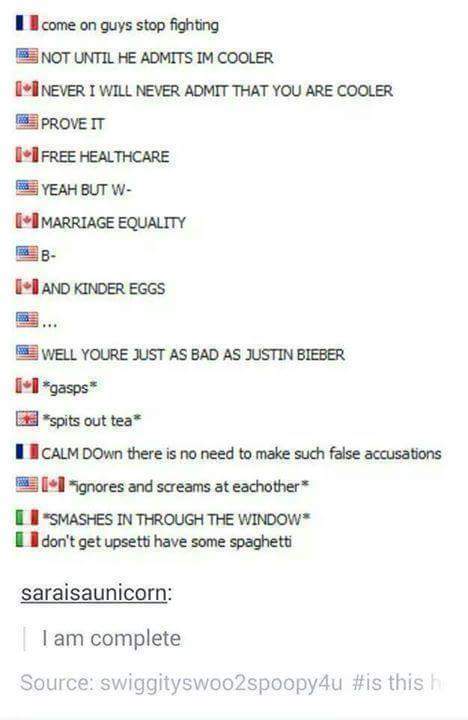 come on guys stop fighting
NOT UNTIL HE ADMITS IM COOLER
NEVER I WILL NEVER ADMIT THAT YOU ARE COOLER
PROVE IT
FREE HEALTHCARE
YEAH BUT W-
MARRIAGE EQUALITY
B-
AND KINDER EGGS
...
WELL YOURE JUST AS BAD AS JUSTIN BIEBER
*gasps*
*spits out tea*
CALM DOwn there is no need to make such false accusations
*ignores and screams at eachother*
*SMASHES IN THROUGH THE WINDOW*
don't get upsetti have some spaghetti
saraisaunicorn:
I am complete
Source: swiggityswoo2spoopy4u #is this